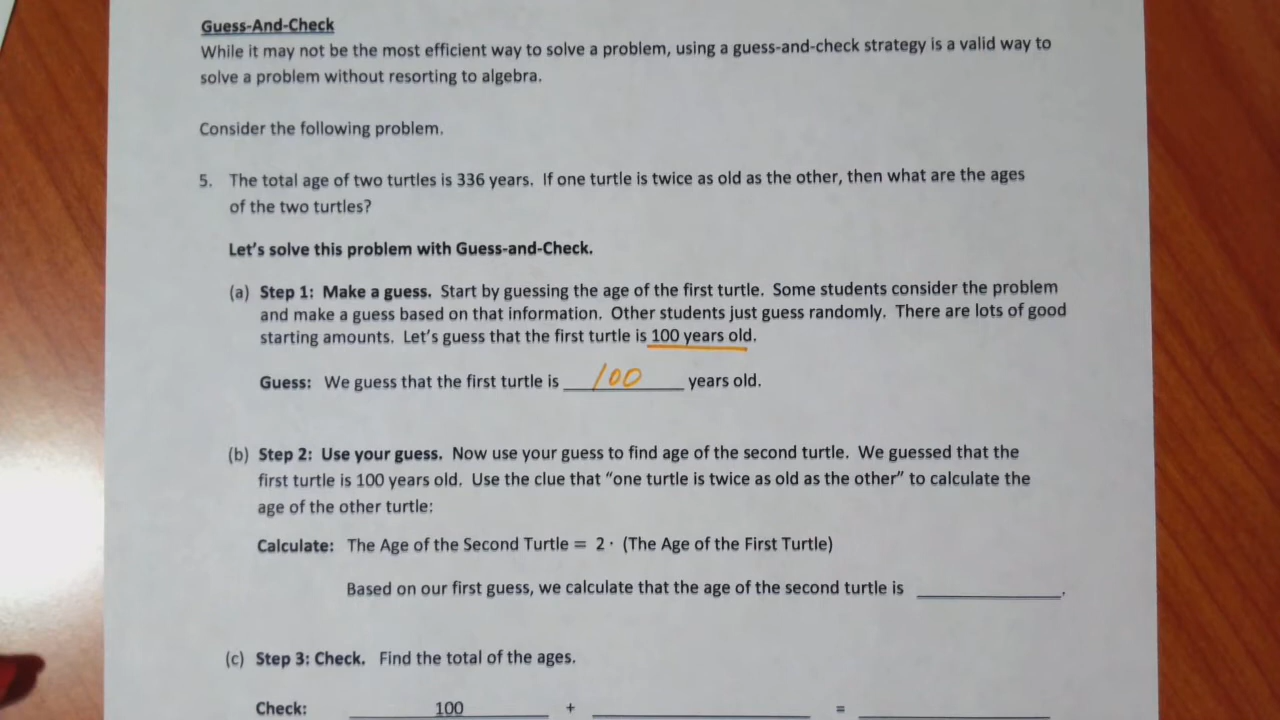 Guess-And-Check
While it may not be the most efficient way to solve a problem, using a guess-and-check strategy is a valid way to
solve a problem without resorting to algebra.
Consider the following problem.
5. The total age of two turtles is 336 years. If one turtle is twice as old as the other, then what are the ages
of the two turtles?
Let's solve this problem with Guess-and-Check.
(a) Step 1: Make a guess. Start by guessing the age of the first turtle. Some students consider the problem
and make a guess based on that information. Other students just guess randomly. There are lots of good
starting amounts. Let's guess that the first turtle is 100 years old.
Guess: We guess that the first turtle is 100 years old.
(b) Step 2: Use your guess. Now use your guess to find age of the second turtle. We guessed that the
first turtle is 100 years old. Use the clue that "one turtle is twice as old as the other" to calculate the
age of the other turtle:
Calculate: The Age of the Second Turtle = 2 · (The Age of the First Turtle)
Based on our first guess, we calculate that the age of the second turtle is ____________.
(c) Step 3: Check. Find the total of the ages.
Check: 100 + ____________ = ____________